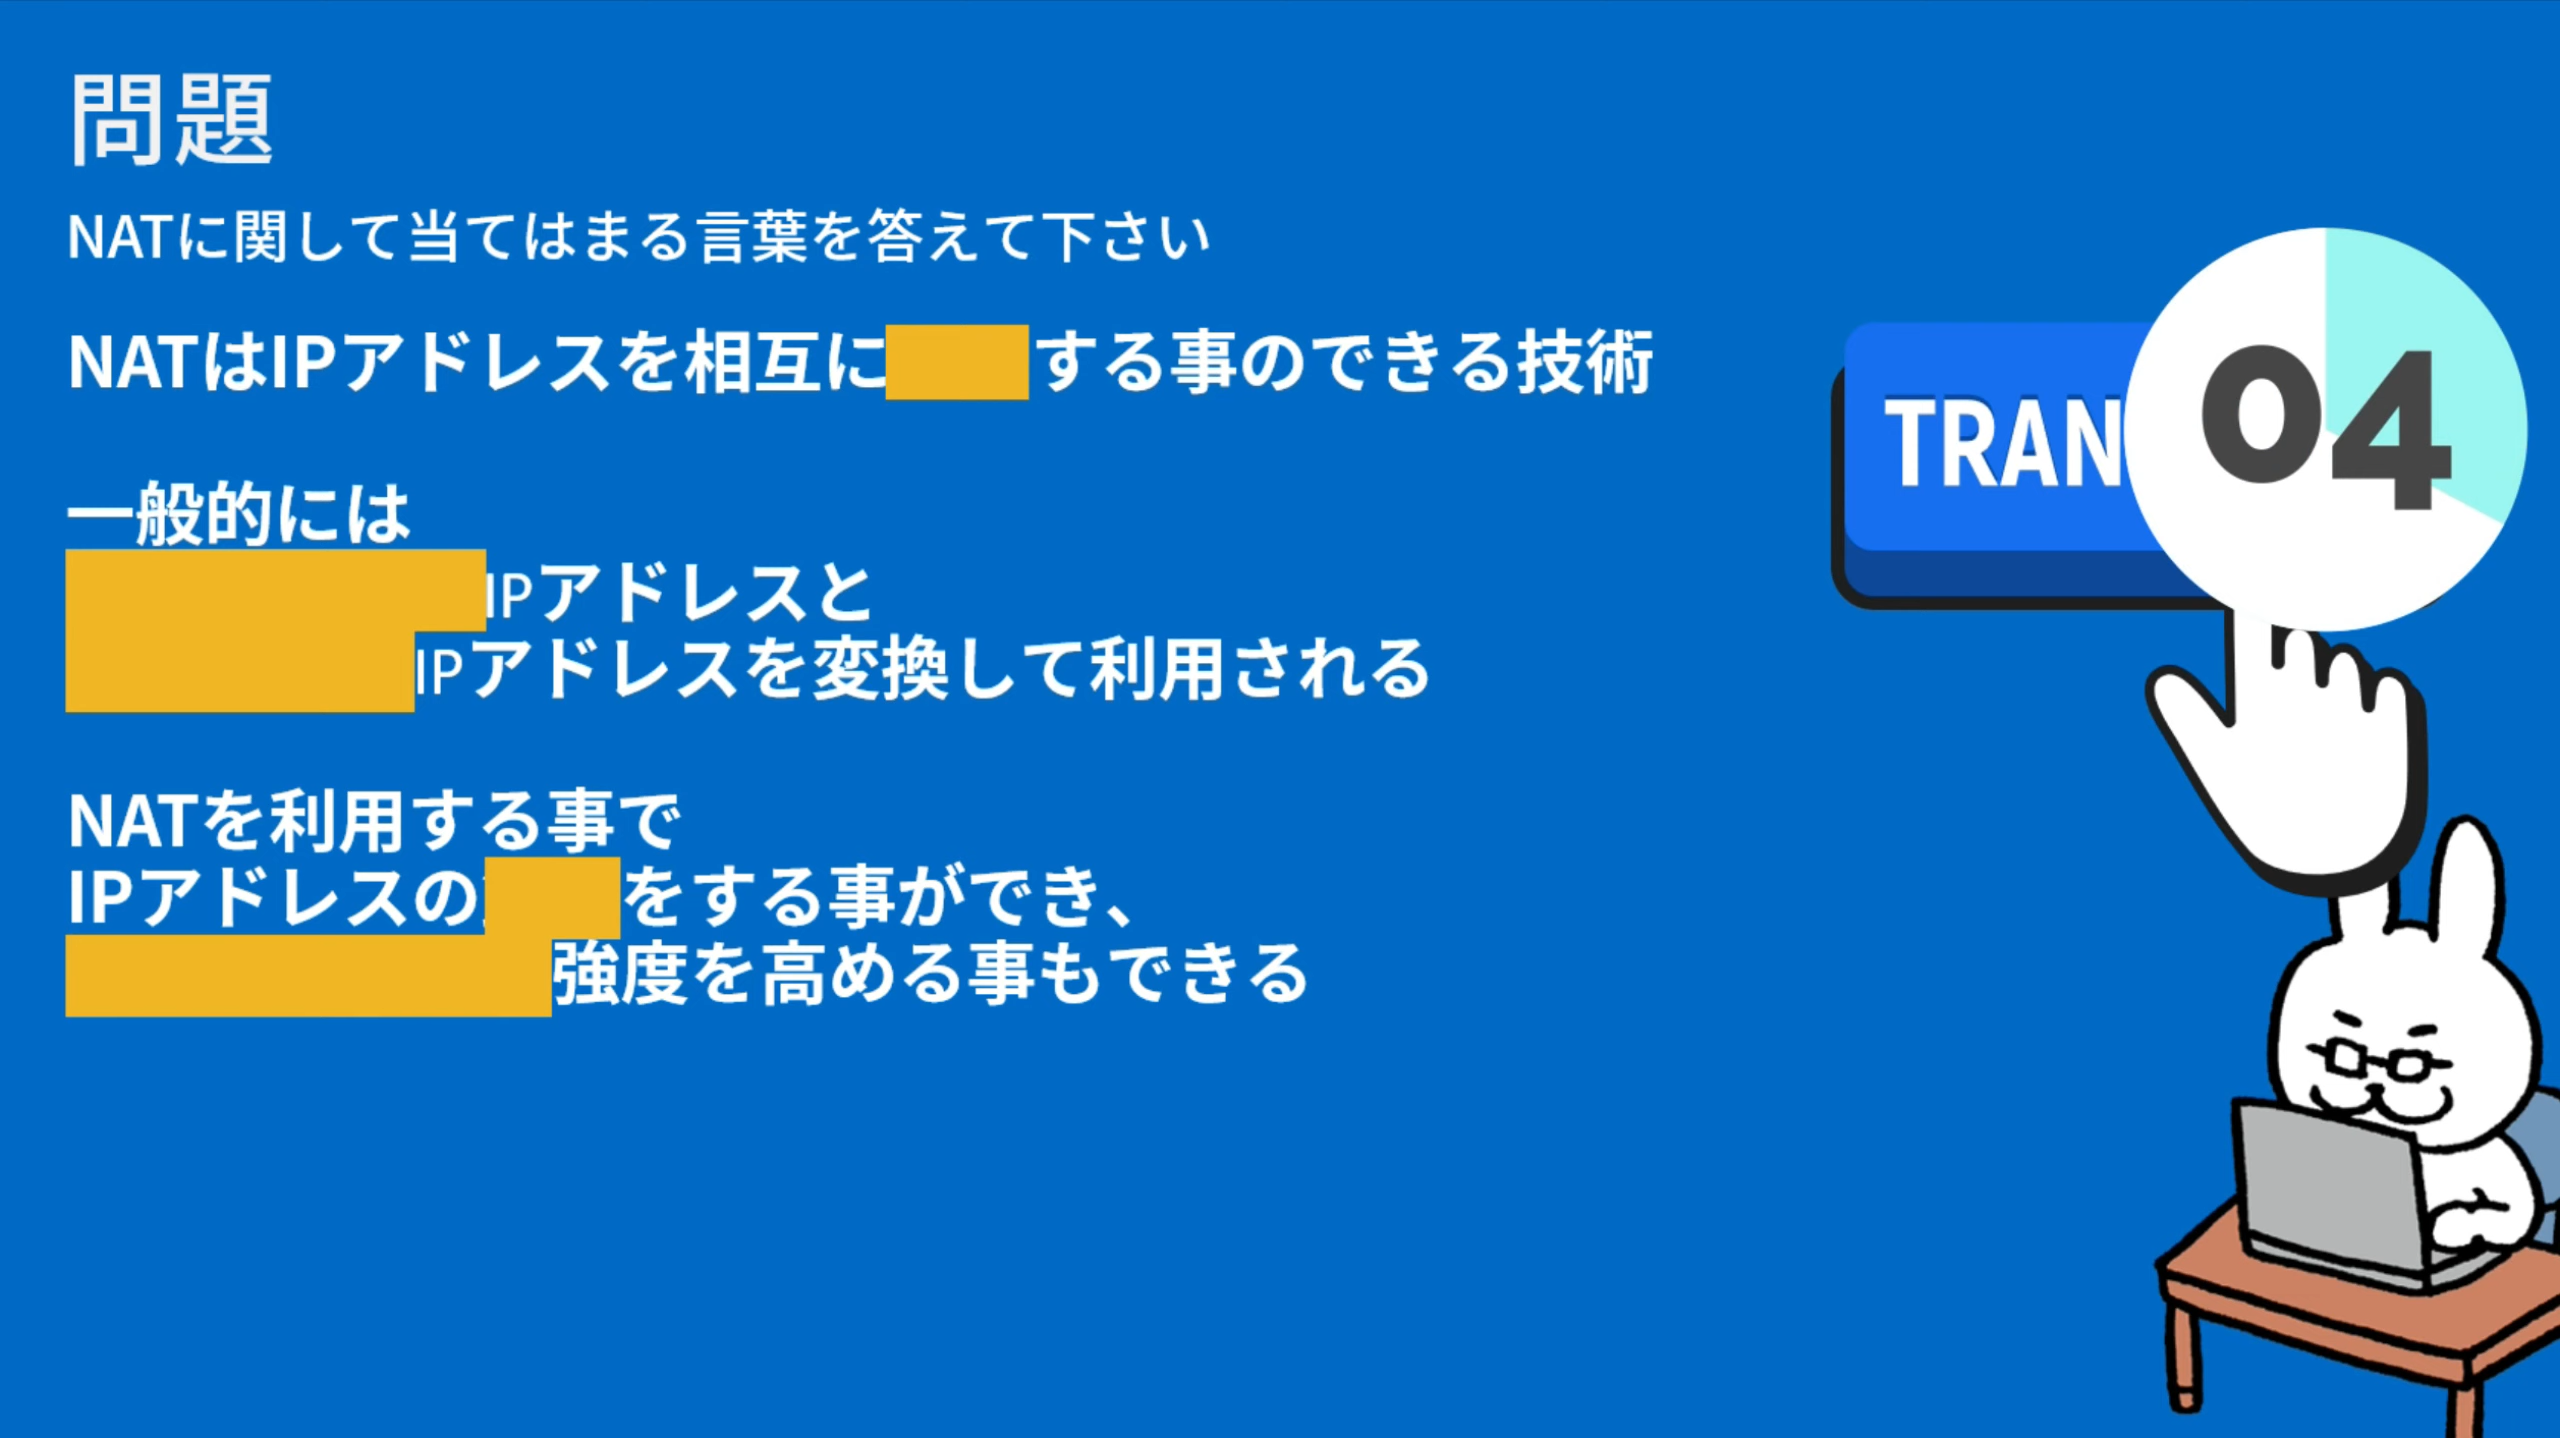 問題
NATに関して当てはまる言葉を答えて下さい
NATはIPアドレスを相互に する事のできる技術
一般的には
IPアドレスと
IPアドレスを変換して利用される
NATを利用する事で
IPアドレスの をする事ができ、
強度を高める事もできる
TRAN
04